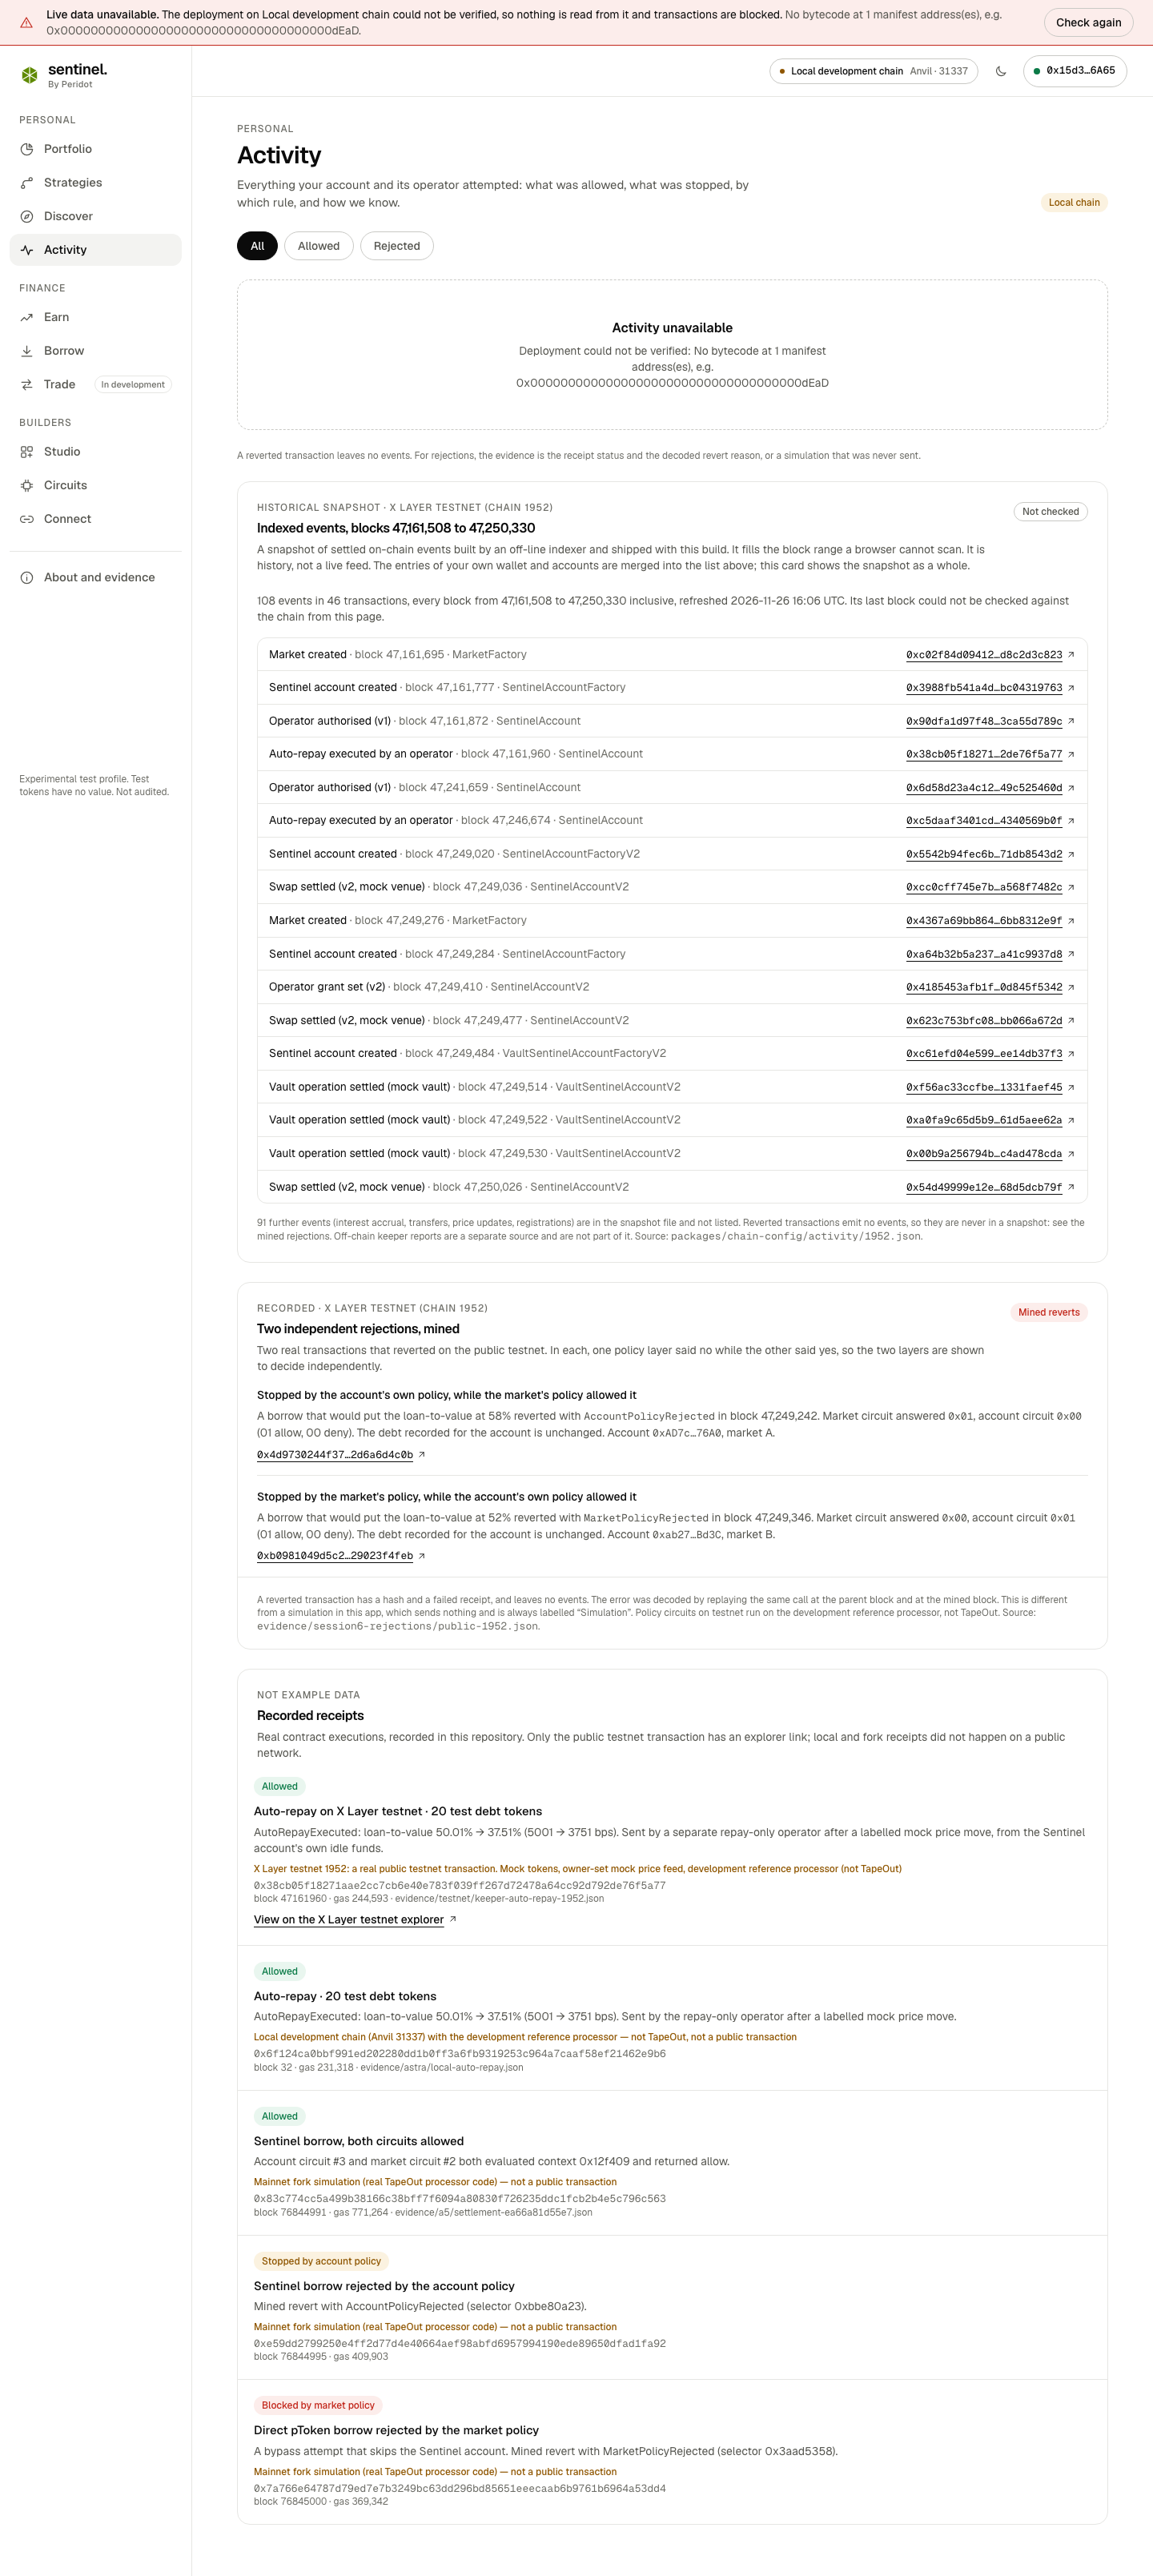 Live data unavailable. The deployment on Local development chain could not be verified, so nothing is read from it and transactions are blocked. No bytecode at 1 manifest address(es), e.g.
0x000000000000000000000000000000000000dEaD.
Check again
sentinel.
By Peridot
Local development chain Anvil · 31337
0x15d3…6A65
PERSONAL
Portfolio
Strategies
Discover
Activity
FINANCE
Earn
Borrow
Trade In development
BUILDERS
Studio
Circuits
Connect
About and evidence
Experimental test profile. Test
tokens have no value. Not audited.
PERSONAL
Activity
Everything your account and its operator attempted: what was allowed, what was stopped, by
which rule, and how we know.
Local chain
All Allowed Rejected
Activity unavailable
Deployment could not be verified: No bytecode at 1 manifest
address(es), e.g.
0x000000000000000000000000000000000000dEaD
A reverted transaction leaves no events. For rejections, the evidence is the receipt status and the decoded revert reason, or a simulation that was never sent.
HISTORICAL SNAPSHOT · X LAYER TESTNET (CHAIN 1952)
Not checked
Indexed events, blocks 47,161,508 to 47,250,330
A snapshot of settled on-chain events built by an off-line indexer and shipped with this build. It fills the block range a browser cannot scan. It is
history, not a live feed. The entries of your own wallet and accounts are merged into the list above; this card shows the snapshot as a whole.
108 events in 46 transactions, every block from 47,161,508 to 47,250,330 inclusive, refreshed 2026-11-26 16:06 UTC. Its last block could not be checked against
the chain from this page.
Market created · block 47,161,695 · MarketFactory 0xc02f84d09412…d8c2d3c823
Sentinel account created · block 47,161,777 · SentinelAccountFactory 0x3988fb541a4d…bc04319763
Operator authorised (v1) · block 47,161,872 · SentinelAccount 0x90dfa1d97f48…3ca55d789c
Auto-repay executed by an operator · block 47,161,960 · SentinelAccount 0x38cb05f18271…2de76f5a77
Operator authorised (v1) · block 47,241,659 · SentinelAccount 0x6d58d23a4c12…49c525460d
Auto-repay executed by an operator · block 47,246,674 · SentinelAccount 0xc5daaf3401cd…4340569b0f
Sentinel account created · block 47,249,020 · SentinelAccountFactoryV2 0x5542b94fec6b…71db8543d2
Swap settled (v2, mock venue) · block 47,249,036 · SentinelAccountV2 0xcc0cff745e7b…a568f7482c
Market created · block 47,249,276 · MarketFactory 0x4367a69bb864…6bb8312e9f
Sentinel account created · block 47,249,284 · SentinelAccountFactory 0xa64b32b5a237…a41c9937d8
Operator grant set (v2) · block 47,249,410 · SentinelAccountV2 0x4185453afb1f…0d845f5342
Swap settled (v2, mock venue) · block 47,249,477 · SentinelAccountV2 0x623c753bfc08…bb066a672d
Sentinel account created · block 47,249,484 · VaultSentinelAccountFactoryV2 0xc61efd04e599…ee14db37f3
Vault operation settled (mock vault) · block 47,249,514 · VaultSentinelAccountV2 0xf56ac33ccfbe…1331faef45
Vault operation settled (mock vault) · block 47,249,522 · VaultSentinelAccountV2 0xa0fa9c65d5b9…61d5aee62a
Vault operation settled (mock vault) · block 47,249,530 · VaultSentinelAccountV2 0x00b9a256794b…c4ad478cda
Swap settled (v2, mock venue) · block 47,250,026 · SentinelAccountV2 0x54d49999e12e…68d5dcb79f
91 further events (interest accrual, transfers, price updates, registrations) are in the snapshot file and not listed. Reverted transactions emit no events, so they are never in a snapshot: see the
mined rejections. Off-chain keeper reports are a separate source and are not part of it. Source: packages/chain-config/activity/1952.json.
RECORDED · X LAYER TESTNET (CHAIN 1952)
Mined reverts
Two independent rejections, mined
Two real transactions that reverted on the public testnet. In each, one policy layer said no while the other said yes, so the two layers are shown
to decide independently.
Stopped by the account's own policy, while the market's policy allowed it
A borrow that would put the loan-to-value at 58% reverted with AccountPolicyRejected in block 47,249,242. Market circuit answered 0x01, account circuit 0x00
(01 allow, 00 deny). The debt recorded for the account is unchanged. Account 0xAD7c…76A0, market A.
0x4d9730244f37…2d6a6d4c0b
Stopped by the market's policy, while the account's own policy allowed it
A borrow that would put the loan-to-value at 52% reverted with MarketPolicyRejected in block 47,249,346. Market circuit answered 0x00, account circuit 0x01
(01 allow, 00 deny). The debt recorded for the account is unchanged. Account 0xab27…Bd3C, market B.
0xb0981049d5c2…29023f4feb
A reverted transaction has a hash and a failed receipt, and leaves no events. The error was decoded by replaying the same call at the parent block and at the mined block. This is different
from a simulation in this app, which sends nothing and is always labelled “Simulation”. Policy circuits on testnet run on the development reference processor, not TapeOut. Source:
evidence/session6-rejections/public-1952.json.
NOT EXAMPLE DATA
Recorded receipts
Real contract executions, recorded in this repository. Only the public testnet transaction has an explorer link; local and fork receipts did not happen on a public
network.
Allowed
Auto-repay on X Layer testnet · 20 test debt tokens
AutoRepayExecuted: loan-to-value 50.01% → 37.51% (5001 → 3751 bps). Sent by a separate repay-only operator after a labelled mock price move, from the Sentinel
account's own idle funds.
X Layer testnet 1952: a real public testnet transaction. Mock tokens, owner-set mock price feed, development reference processor (not TapeOut)
0x38cb05f18271aae2cc7cb6e40e783f039ff267d72478a64cc92d792de76f5a77
block 47161960 · gas 244,593 · evidence/testnet/keeper-auto-repay-1952.json
View on the X Layer testnet explorer
Allowed
Auto-repay · 20 test debt tokens
AutoRepayExecuted: loan-to-value 50.01% → 37.51% (5001 → 3751 bps). Sent by the repay-only operator after a labelled mock price move.
Local development chain (Anvil 31337) with the development reference processor — not TapeOut, not a public transaction
0x6f124ca0bbf991ed202280dd1b0ff3a6fb9319253c964a7caaf58ef21462e9b6
block 32 · gas 231,318 · evidence/astra/local-auto-repay.json
Allowed
Sentinel borrow, both circuits allowed
Account circuit #3 and market circuit #2 both evaluated context 0x12f409 and returned allow.
Mainnet fork simulation (real TapeOut processor code) — not a public transaction
0x83c774cc5a499b38166c38bff7f6094a80830f726235ddc1fcb2b4e5c796c563
block 76844991 · gas 771,264 · evidence/a5/settlement-ea66a81d55e7.json
Stopped by account policy
Sentinel borrow rejected by the account policy
Mined revert with AccountPolicyRejected (selector 0xbbe80a23).
Mainnet fork simulation (real TapeOut processor code) — not a public transaction
0xe59dd2799250e4ff2d77d4e40664aef98abfd6957994190ede89650dfad1fa92
block 76844995 · gas 409,903
Blocked by market policy
Direct pToken borrow rejected by the market policy
A bypass attempt that skips the Sentinel account. Mined revert with MarketPolicyRejected (selector 0x3aad5358).
Mainnet fork simulation (real TapeOut processor code) — not a public transaction
0x7a766e64787d79ed7e7b3249bc63dd296bd85651eeecaab6b9761b6964a53dd4
block 76845000 · gas 369,342